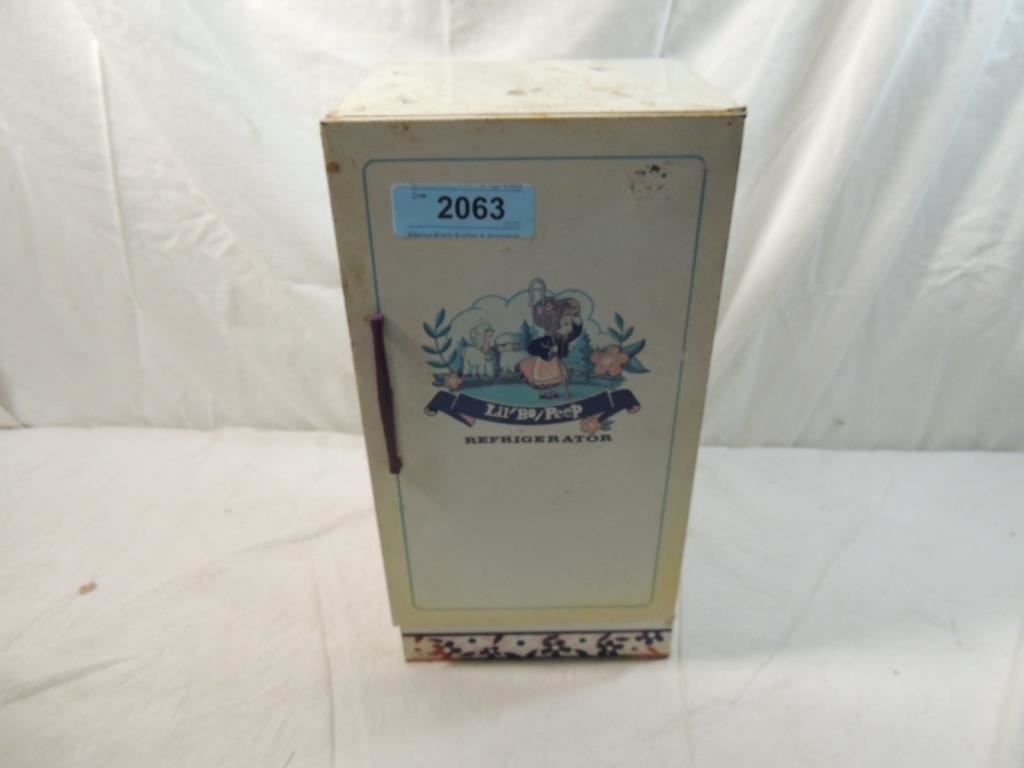 2063
Lil' Bo/Peep
REFRIGERATOR